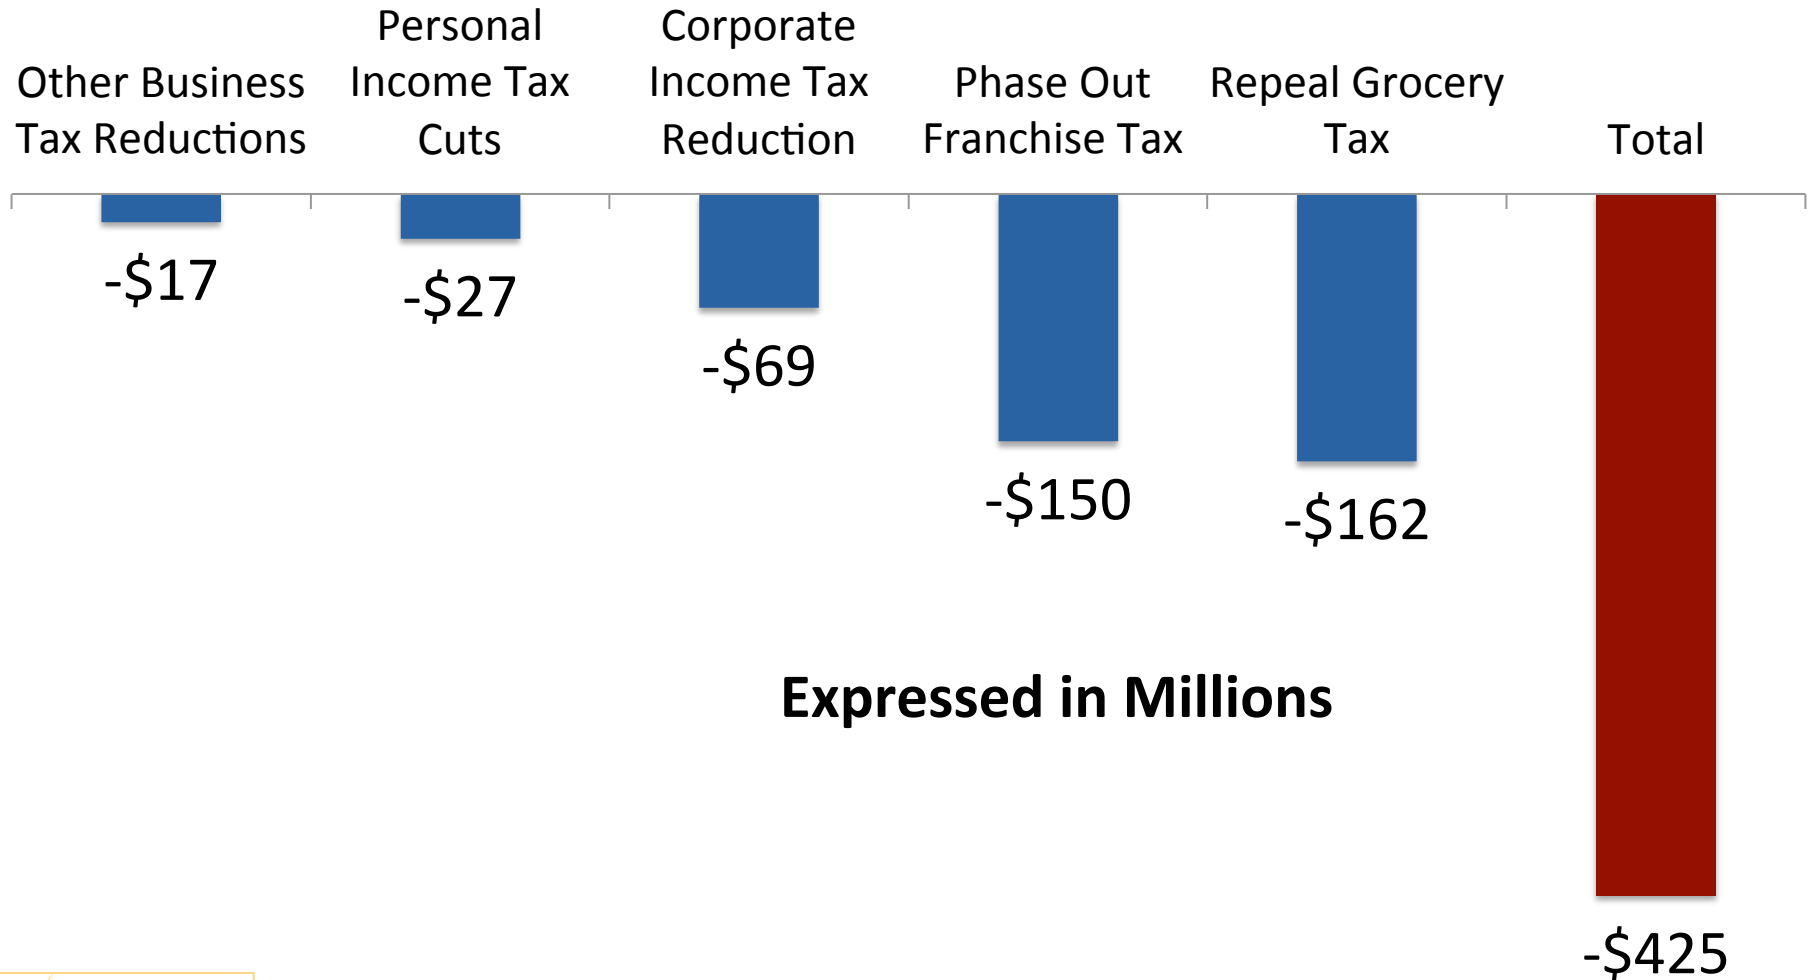 Other Business
Tax Reductions
Personal
Income Tax
Cuts
Corporate
Income Tax
Reduction
Phase Out
Franchise Tax
Repeal Grocery
Tax
Total
-$17
-$27
-$69
-$150
-$162
Expressed in Millions
-$425